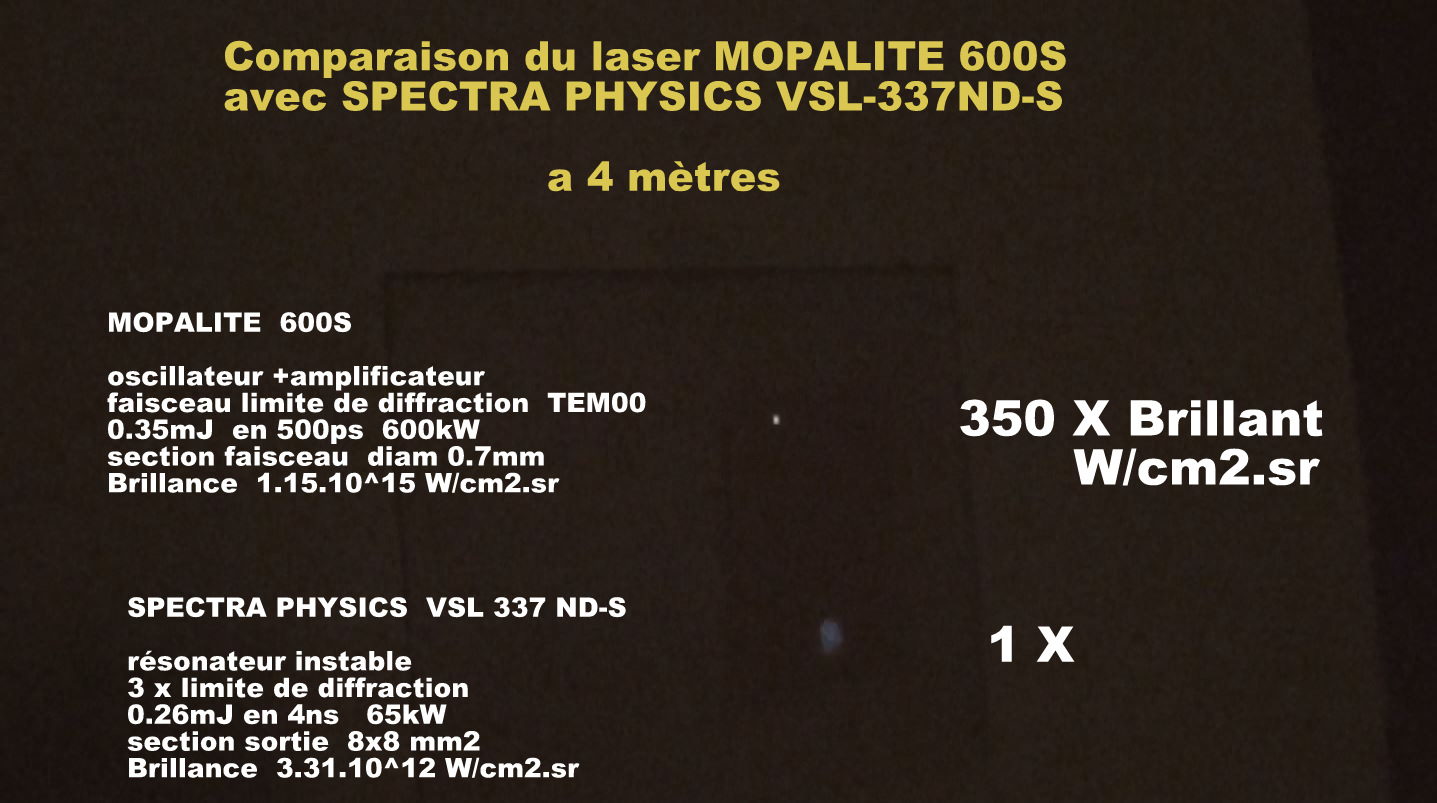 Comparaison du laser MOPALITE 600S
avec SPECTRA PHYSICS VSL-337ND-S
a 4 mètres
MOPALITE 600S
oscillateur +amplificateur
faisceau limite de diffraction TEM00
0.35mJ en 500ps 600kW
section faisceau diam 0.7mm
Brillance 1.15.10^15 W/cm2.sr
350 X Brillant
W/cm2.sr
SPECTRA PHYSICS VSL 337 ND-S
résonateur instable
3 x limite de diffraction
0.26mJ en 4ns 65kW
section sortie 8x8 mm2
Brillance 3.31.10^12 W/cm2.sr
1 X